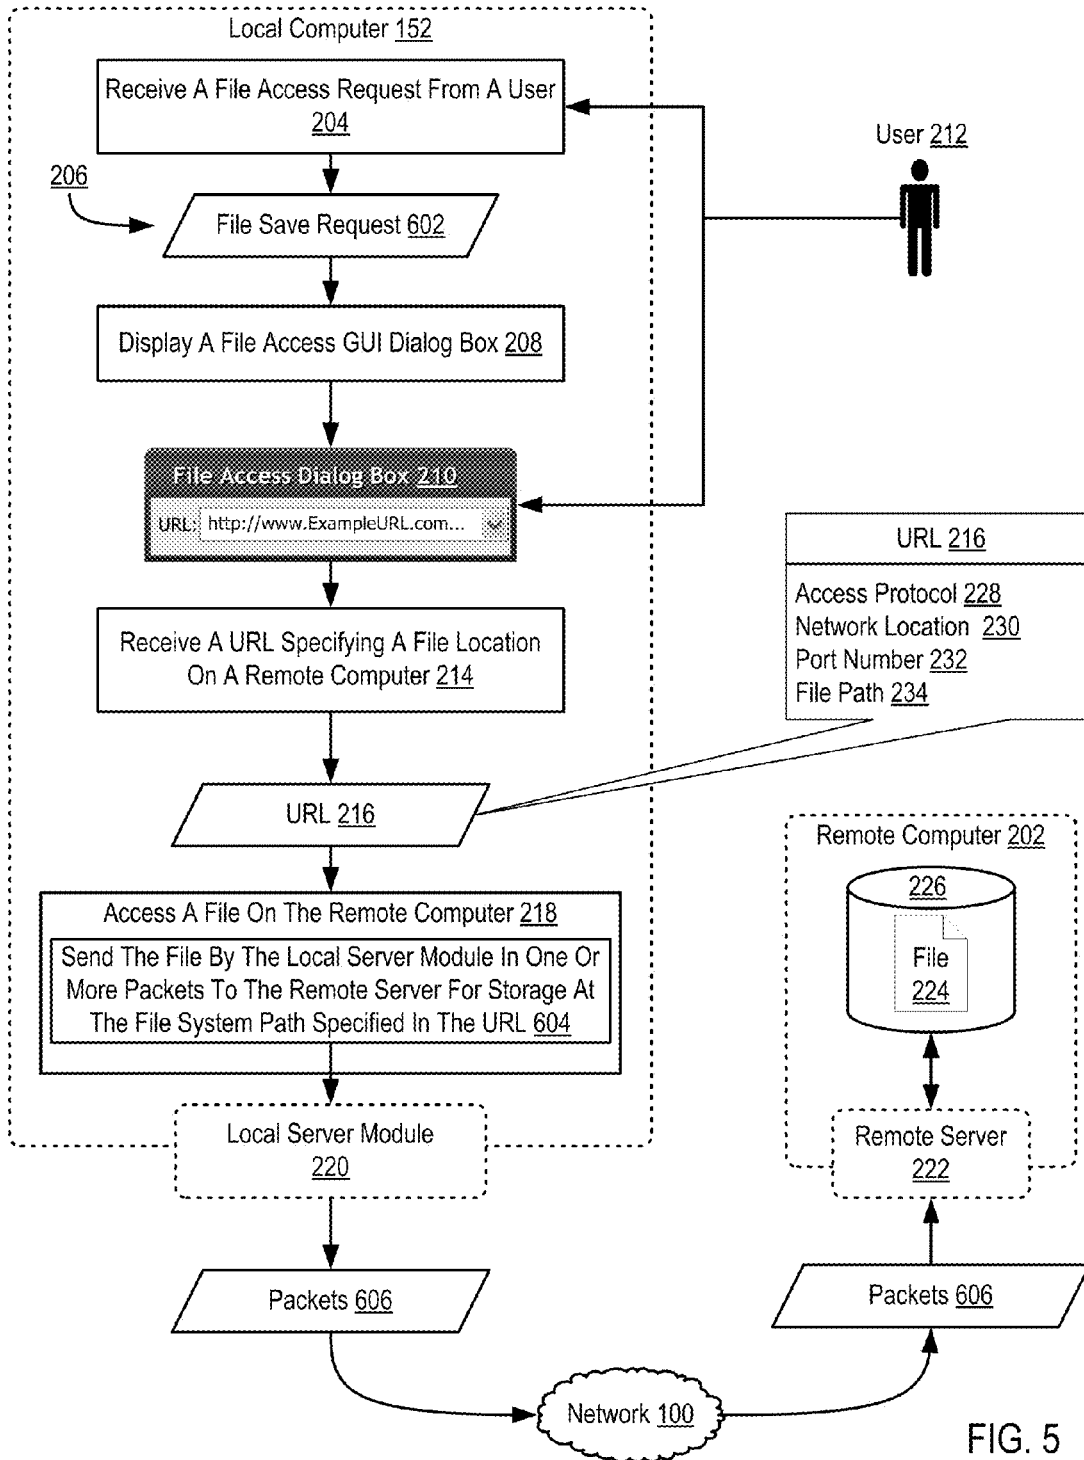 Local Computer 152
Receive A File Access Request From A User
204
User 212
206
File Save Request 602
Display A File Access GUI Dialog Box 208
File Access Dialog Box 210
URL: http://www.ExampleURL.com...
URL 216
Access Protocol 228
Network Location 230
Port Number 232
File Path 234
Receive A URL Specifying A File Location
On A Remote Computer 214
URL 216
Remote Computer 202
226
File
224
Access A File On The Remote Computer 218
Send The File By The Local Server Module In One Or
More Packets To The Remote Server For Storage At
The File System Path Specified In The URL 604
Local Server Module
220
Remote Server
222
Packets 606
Packets 606
Network 100
FIG. 5